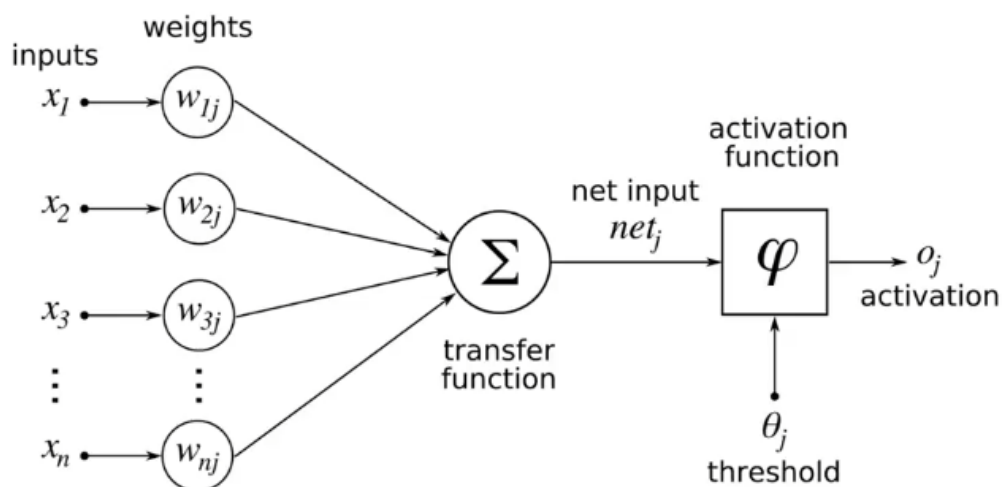 weights
inputs
x1
w1j
x2
w2j
x3
w3j
⋮
⋮
xn
wnj
Σ
transfer
function
net input
netj
activation
function
φ
oj
activation
θj
threshold